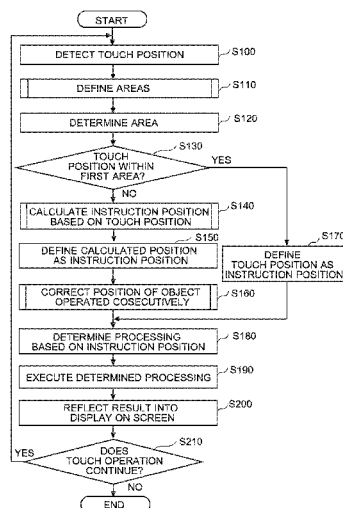 START
DETECT TOUCH POSITION
S100
DEFINE AREAS
S110
DETERMINE AREA
S120
TOUCH
POSITION WITHIN
FIRST AREA?
S130
YES
NO
CALCULATE INSTRUCTION POSITION
BASED ON TOUCH POSITION
S140
DEFINE CALCULATED POSITION
AS INSTRUCTION POSITION
S150
DEFINE
TOUCH POSITION AS
INSTRUCTION POSITION
S170
CORRECT POSITION OF OBJECT
OPERATED COSECUTIVELY
S160
DETERMINE PROCESSING
BASED ON INSTRUCTION POSITION
S180
EXECUTE DETERMINED PROCESSING
S190
REFLECT RESULT INTO
DISPLAY ON SCREEN
S200
DOES
TOUCH OPERATION
CONTINUE?
S210
YES
NO
END